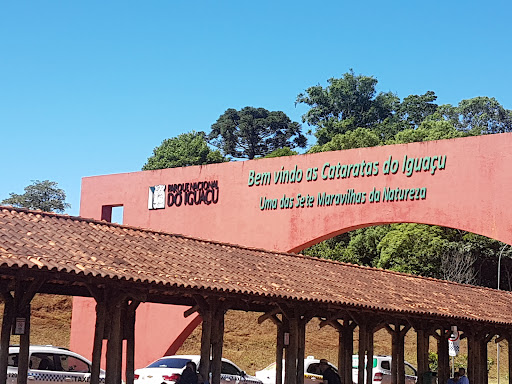 PARQUE NACIONAL
DO IGUAÇU
Bem vindo as Cataratas do Iguaçu
Uma das Sete Maravilhas da Natureza